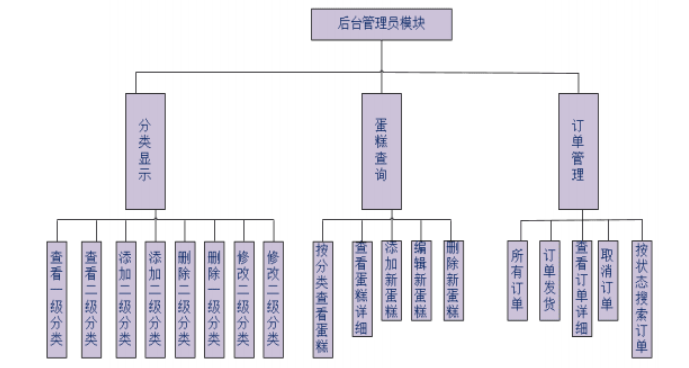 后台管理员模块
分类显示
蛋糕查询
订单管理
查看一级分类
查看二级分类
添加二级分类
添加二级分类
删除二级分类
删除一级分类
修改二级分类
修改二级分类
按分类查看蛋糕
查看蛋糕详细
添加新蛋糕
编辑新蛋糕
删除新蛋糕
所有订单
订单发货
查看订单详细
取消订单
按状态搜索订单